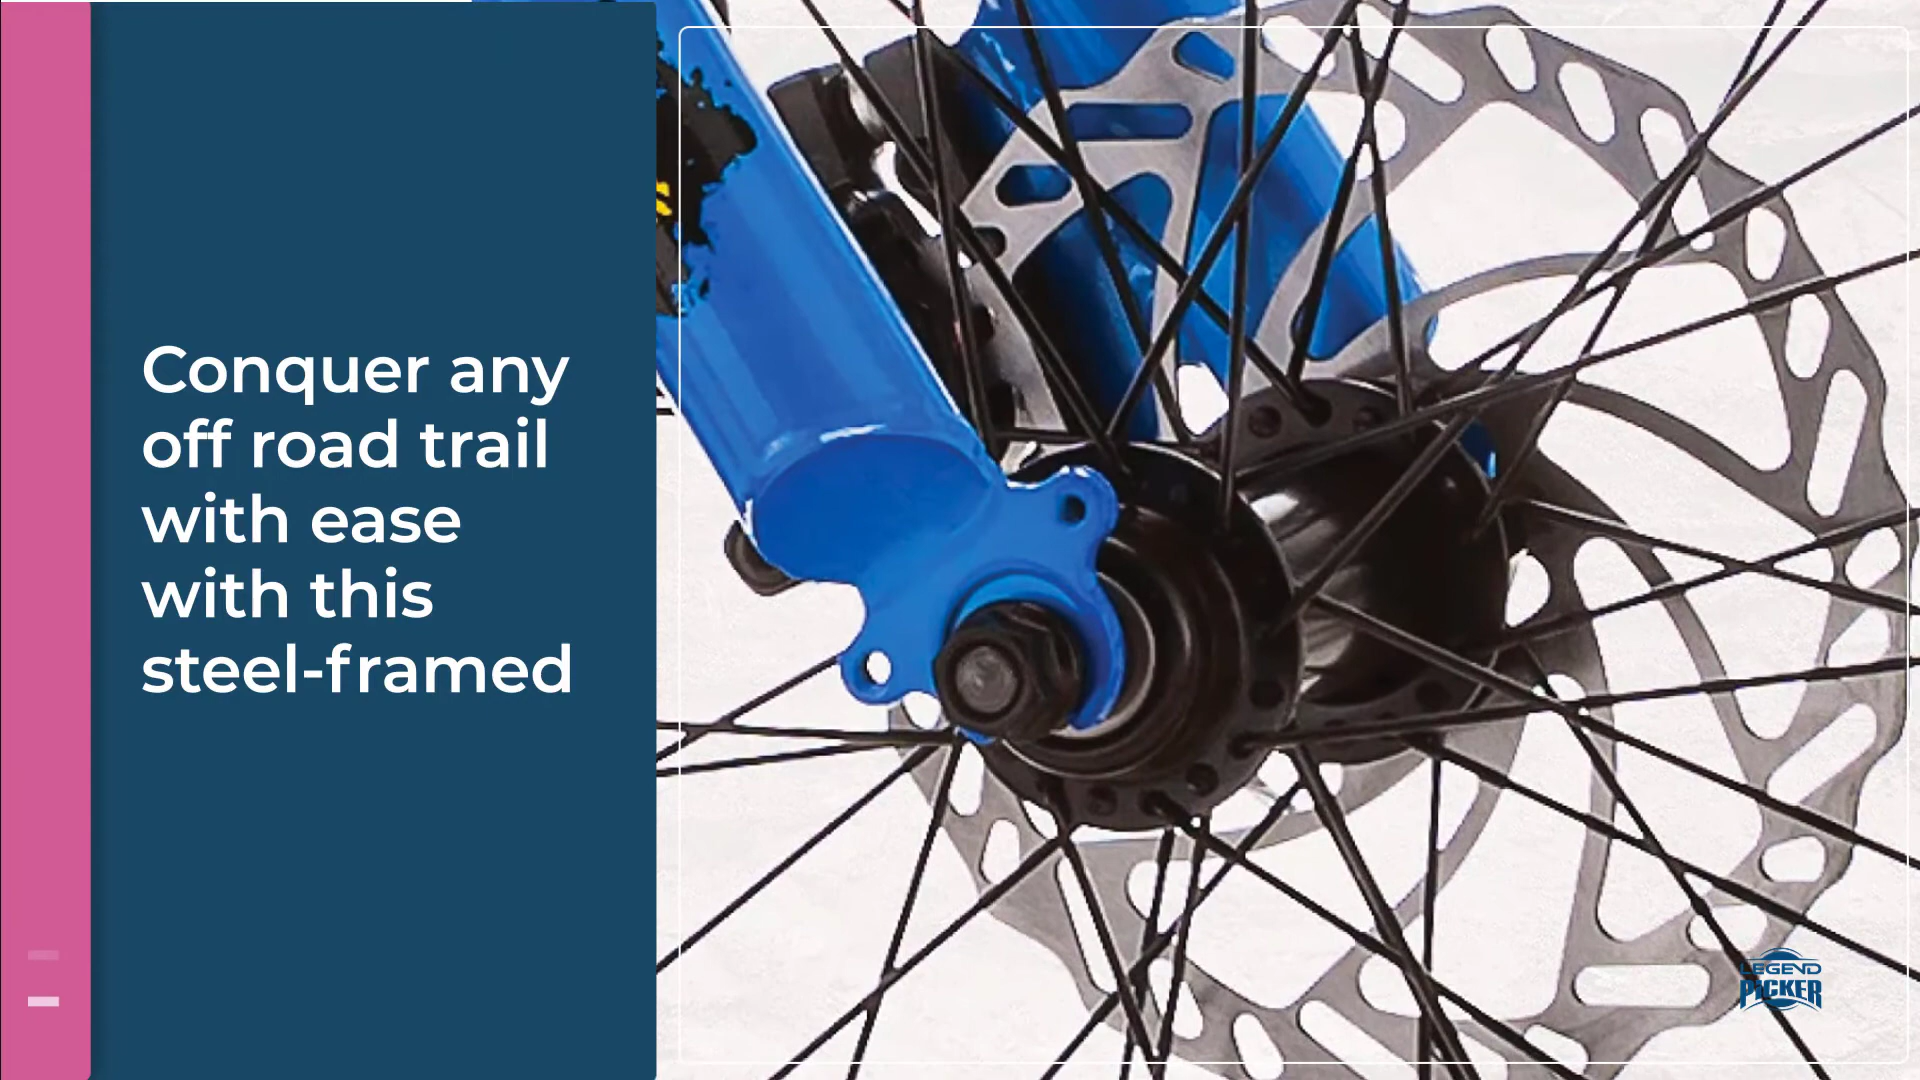 Conquer any
off road trail
with ease
with this
steel-framed
s
LEGEND
PICKER